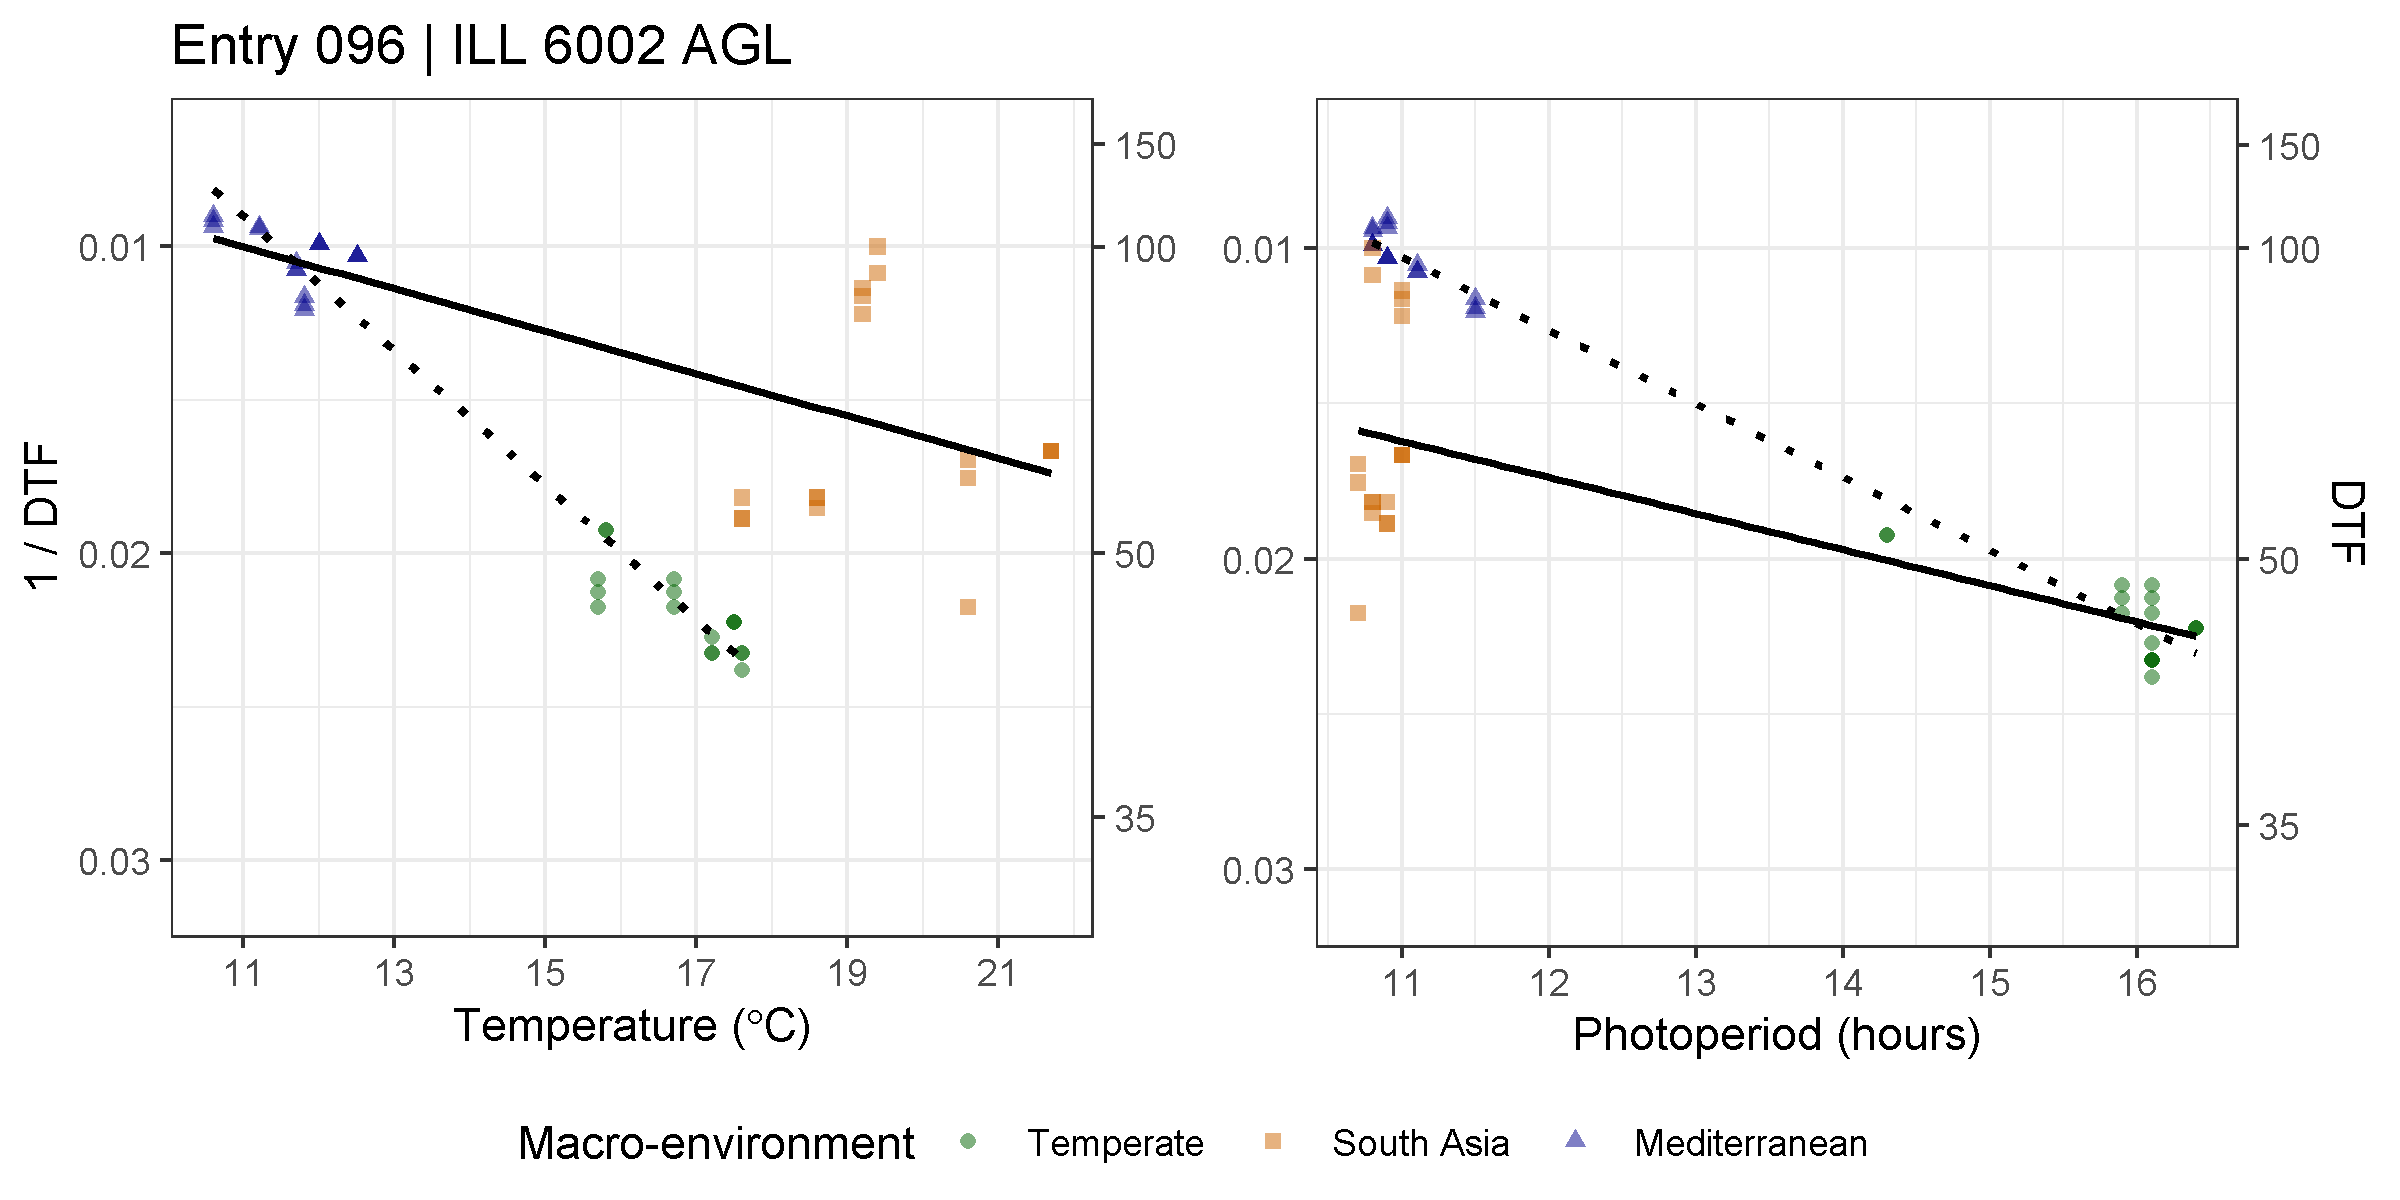 Entry 096 | ILL 6002 AGL
1 / DTF
0.01
0.02
0.03
150
100
50
35
11 13 15 17 19 21
Temperature (°C)
0.01
0.02
0.03
150
100
50
35
DTF
11 12 13 14 15 16
Photoperiod (hours)
Macro-environment Temperate South Asia Mediterranean